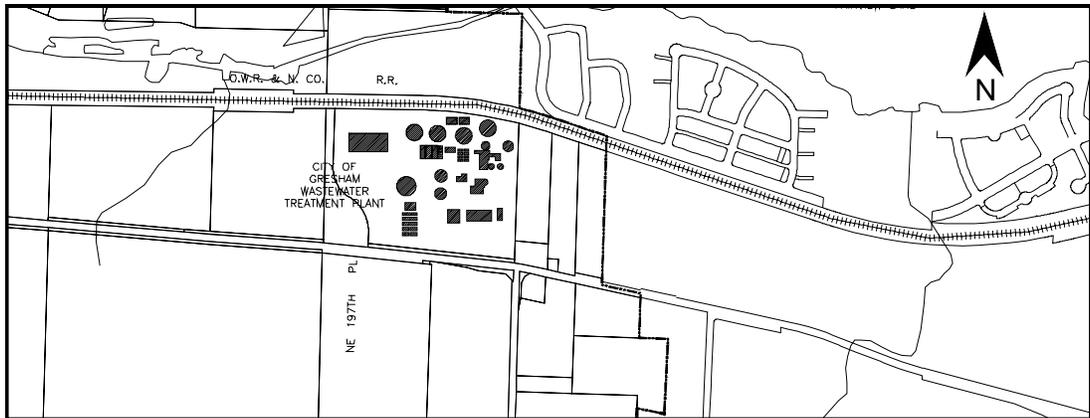 N
O.W.R. & N. CO. R.R.
CITY OF
GRESHAM
WASTEWATER
TREATMENT PLANT
NE 197TH PL